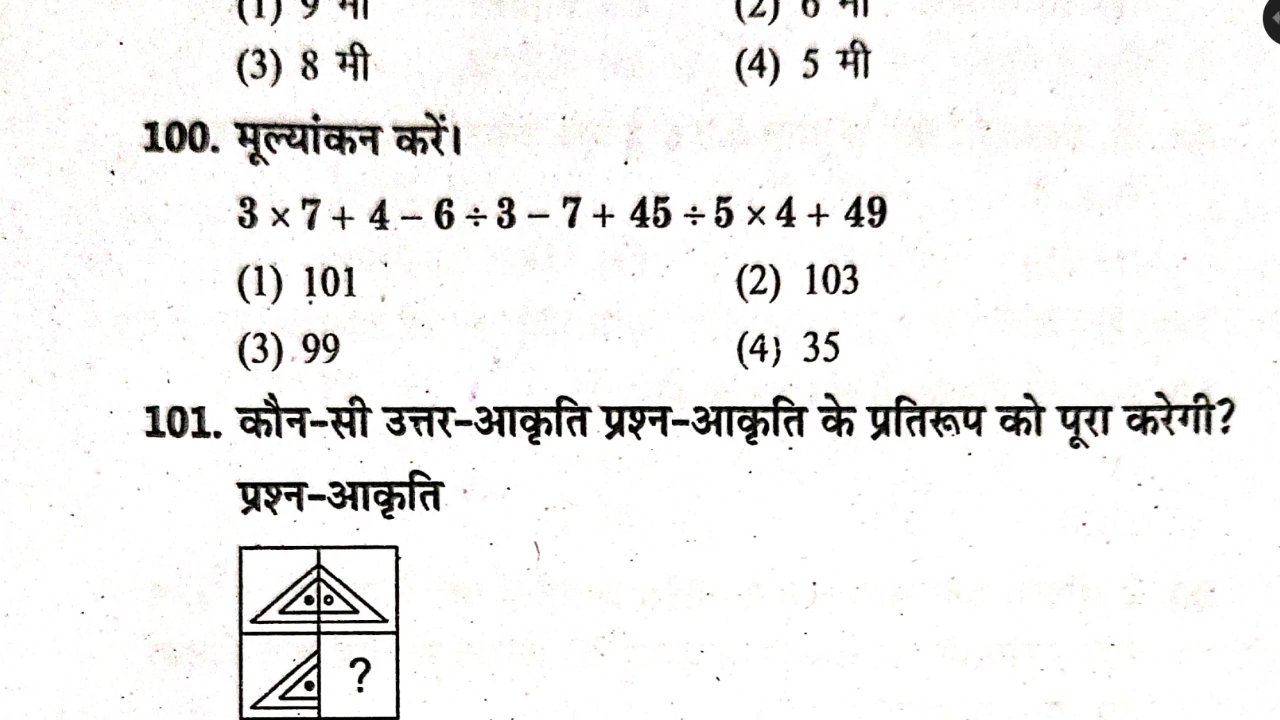 (3) 8 मी (4) 5 मी
100. मूल्यांकन करें।
3 × 7 + 4 – 6 ÷ 3 – 7 + 45 ÷ 5 × 4 + 49
(1) 101 (2) 103
(3) 99 (4) 35
101. कौन-सी उत्तर-आकृति प्रश्न-आकृति के प्रतिरूप को पूरा करेगी?
प्रश्न-आकृति
?